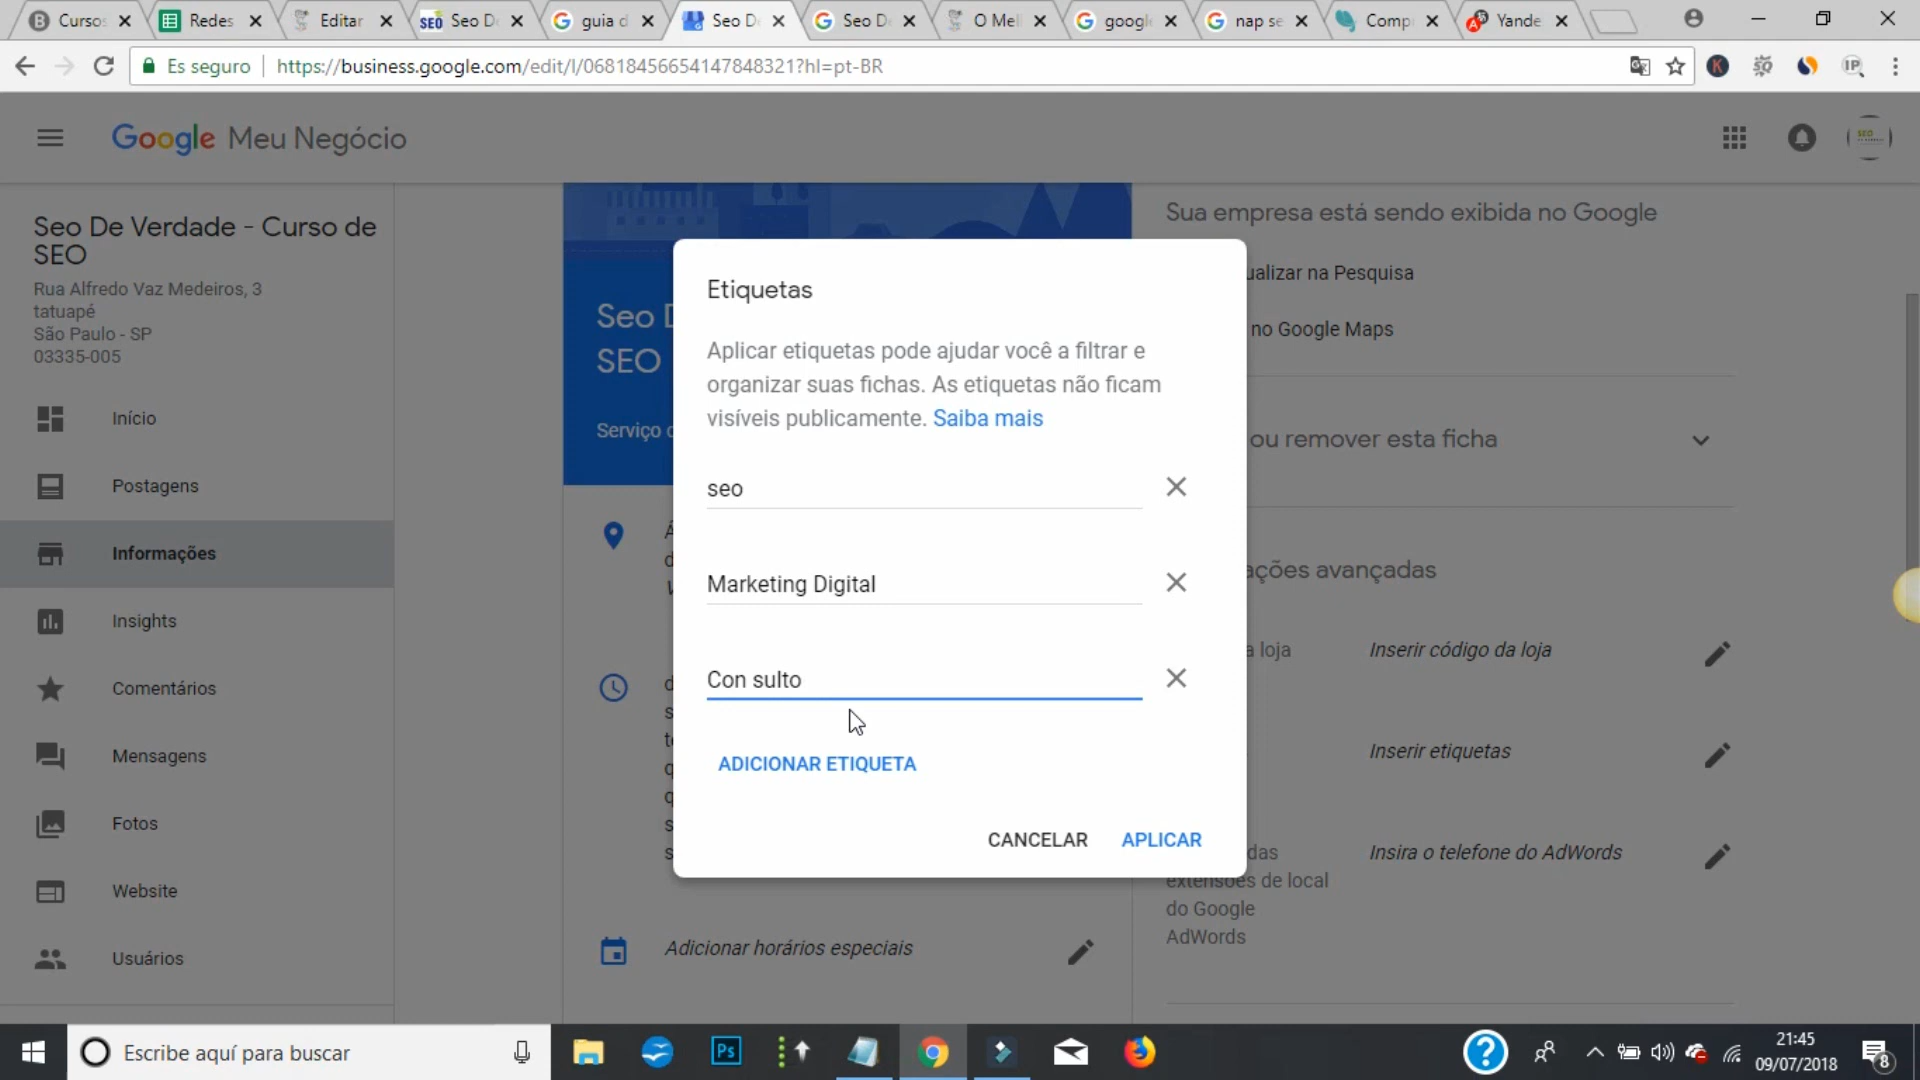 Cursos
Redes
Editar
SEO Seo D
guia d
Seo D
Seo D
O Mel
google
nap se
Comp
Yande
Es seguro
https://business.google.com/edit/l/06818456654147848321?hl=pt-BR
Google Meu Negócio
Seo De Verdade - Curso de
SEO
Rua Alfredo Vaz Medeiros, 3
tatuapé
São Paulo - SP
03335-005
Início
Postagens
Informações
Insights
Comentários
Mensagens
Fotos
Website
Usuários
Seo D
SEO
Serviço
Adicionar horários especiais
Etiquetas
Aplicar etiquetas pode ajudar você a filtrar e
organizar suas fichas. As etiquetas não ficam
visíveis publicamente. Saiba mais
seo
Marketing Digital
Con sulto
ADICIONAR ETIQUETA
CANCELAR
APLICAR
Sua empresa está sendo exibida no Google
ualizar na Pesquisa
no Google Maps
ou remover esta ficha
ações avançadas
a loja
Inserir código da loja
Inserir etiquetas
das
Insira o telefone do AdWords
extensões de local
do Google
AdWords
Escribe aquí para buscar
Ps
21:45
09/07/2018
8